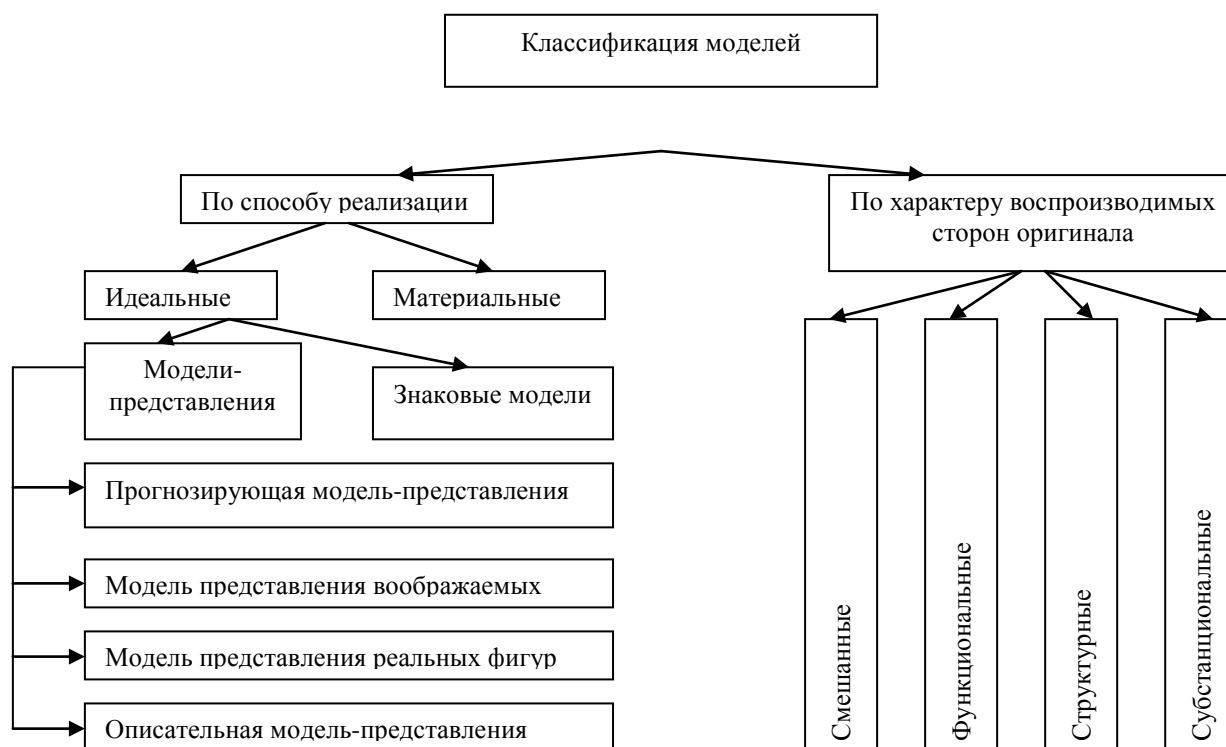 Классификация моделей
По способу реализации
По характеру воспроизводимых
сторон оригинала
Идеальные
Материальные
Модели-
представления
Знаковые модели
Прогнозирующая модель-представления
Модель представления воображаемых
Модель представления реальных фигур
Описательная модель-представления
Смешанные
Функциональные
Структурные
Субстанциональные